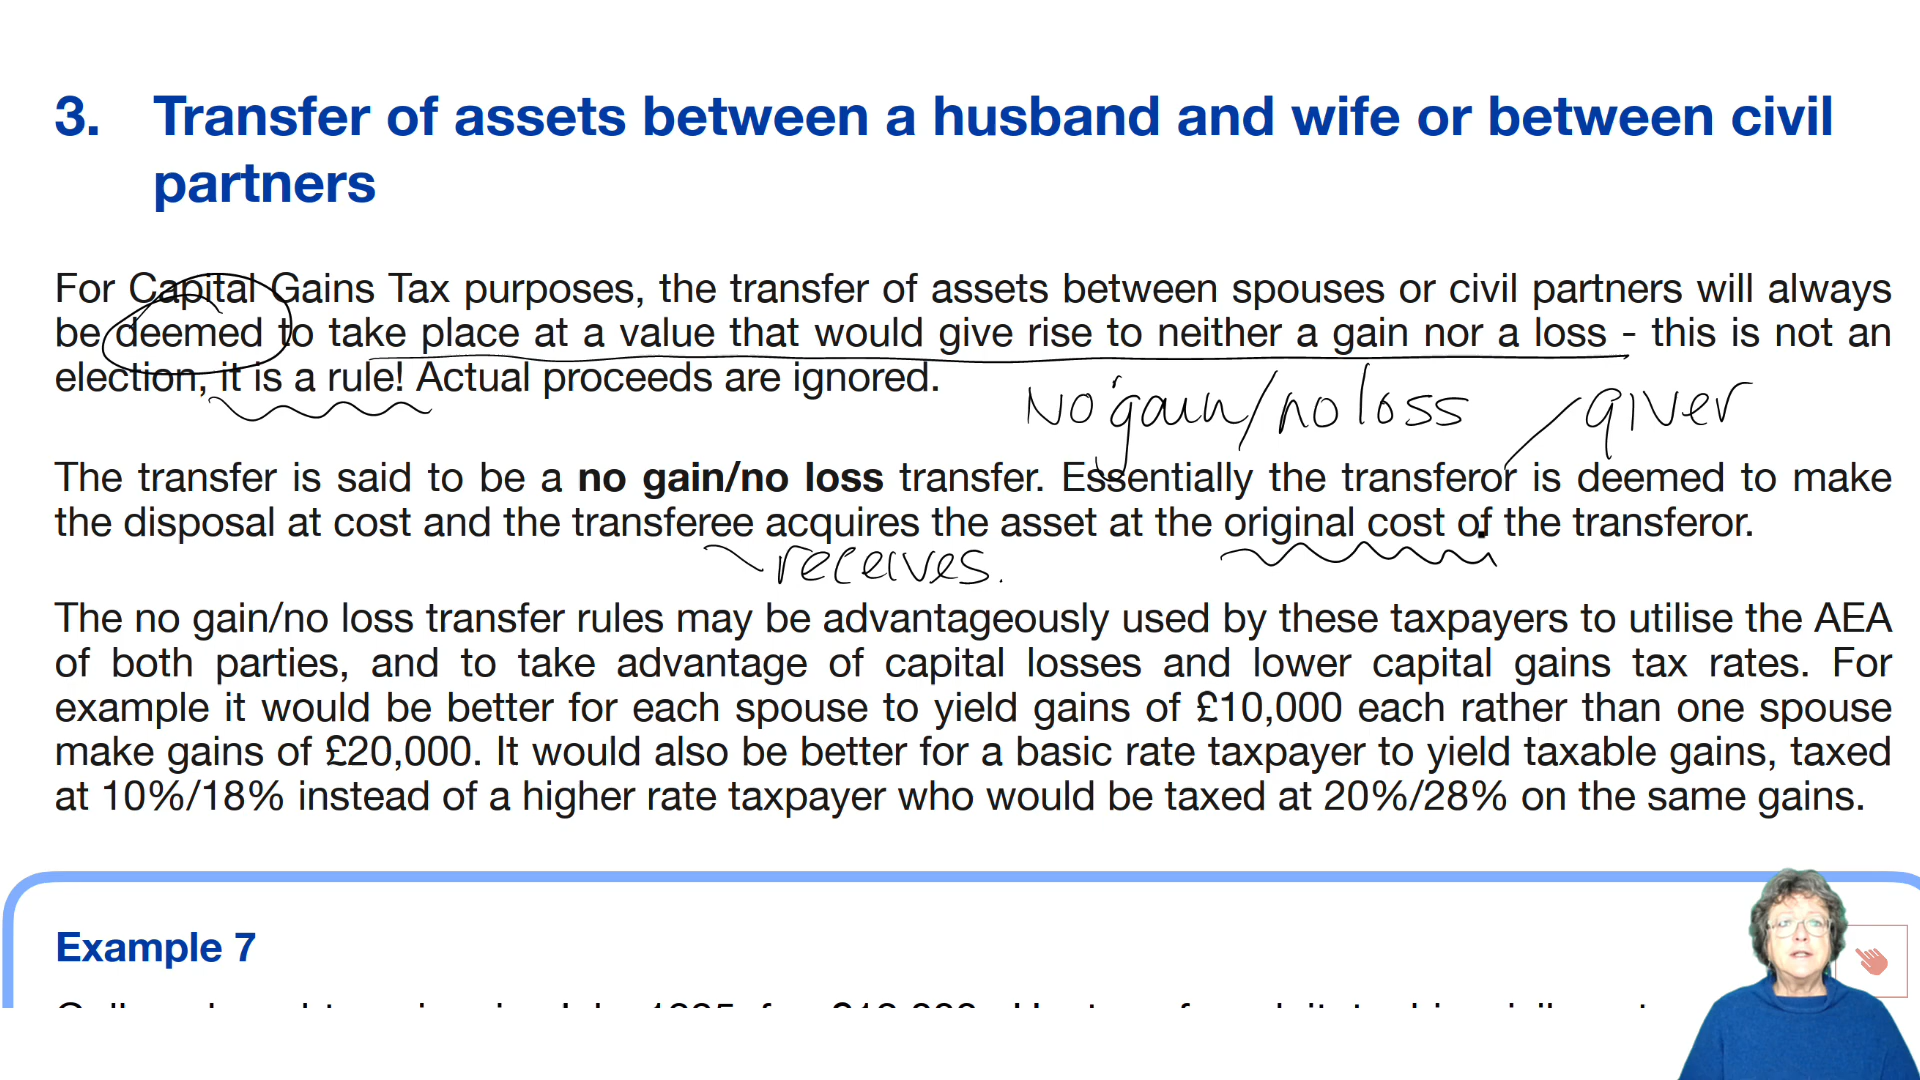 3. Transfer of assets between a husband and wife or between civil
partners
For Capital Gains Tax purposes, the transfer of assets between spouses or civil partners will always
be deemed to take place at a value that would give rise to neither a gain nor a loss - this is not an
election, it is a rule! Actual proceeds are ignored.
No gain/no loss giver
The transfer is said to be a no gain/no loss transfer. Essentially the transferor is deemed to make
the disposal at cost and the transferee acquires the asset at the original cost of the transferor.
receives.
The no gain/no loss transfer rules may be advantageously used by these taxpayers to utilise the AEA
of both parties, and to take advantage of capital losses and lower capital gains tax rates. For
example it would be better for each spouse to yield gains of £10,000 each rather than one spouse
make gains of £20,000. It would also be better for a basic rate taxpayer to yield taxable gains, taxed
at 10%/18% instead of a higher rate taxpayer who would be taxed at 20%/28% on the same gains.
Example 7